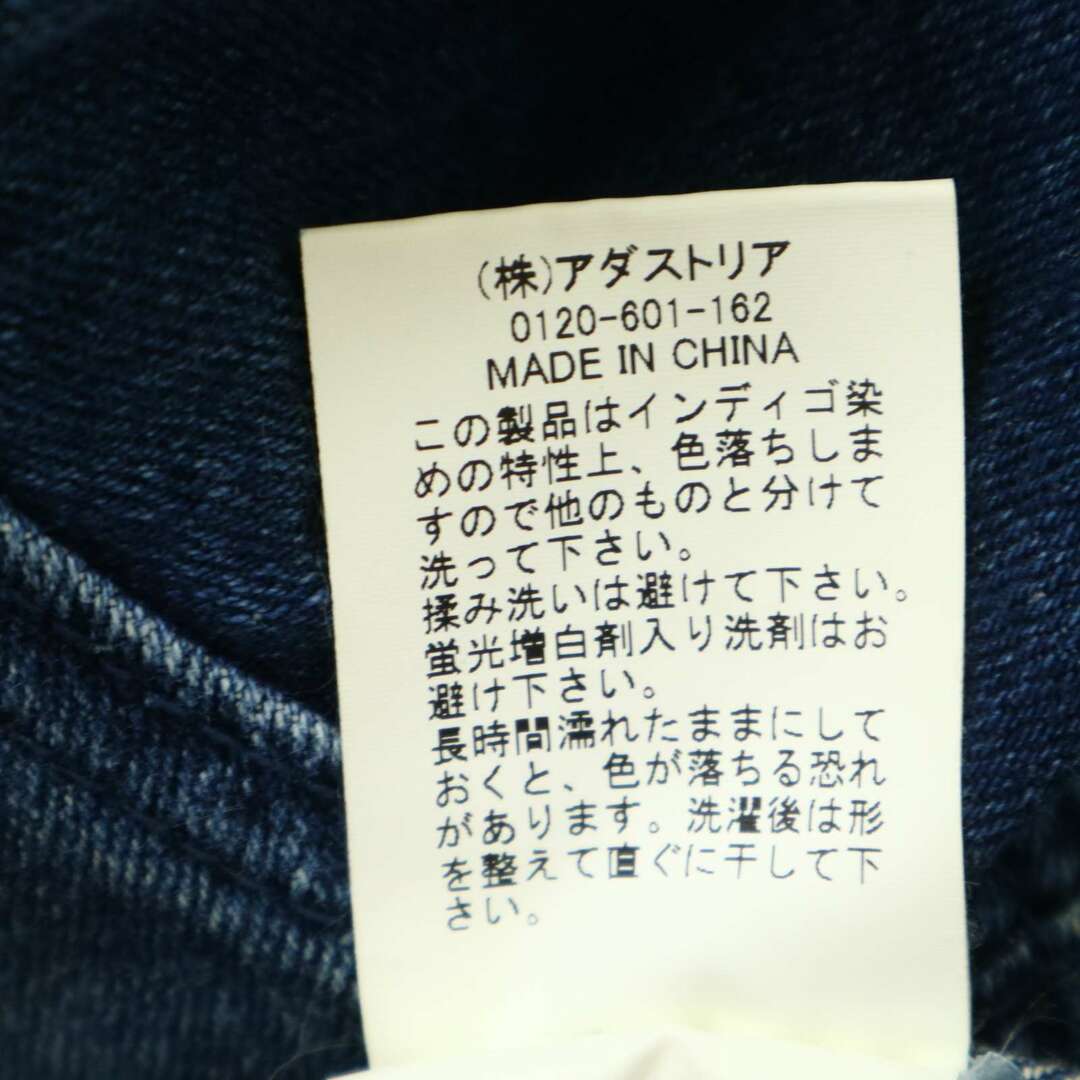 (株)アダストリア
0120-601-162
MADE IN CHINA
この製品はインディゴ染
めの特性上、色落ちしま
すので他のものと分けて
洗って下さい。
揉み洗いは避けて下さい。
蛍光増白剤入り洗剤はお
避け下さい。
長時間濡れたままにして
おくと、色が落ちる恐れ
があります。洗濯後は形
を整えて直ぐに干して下
さい。